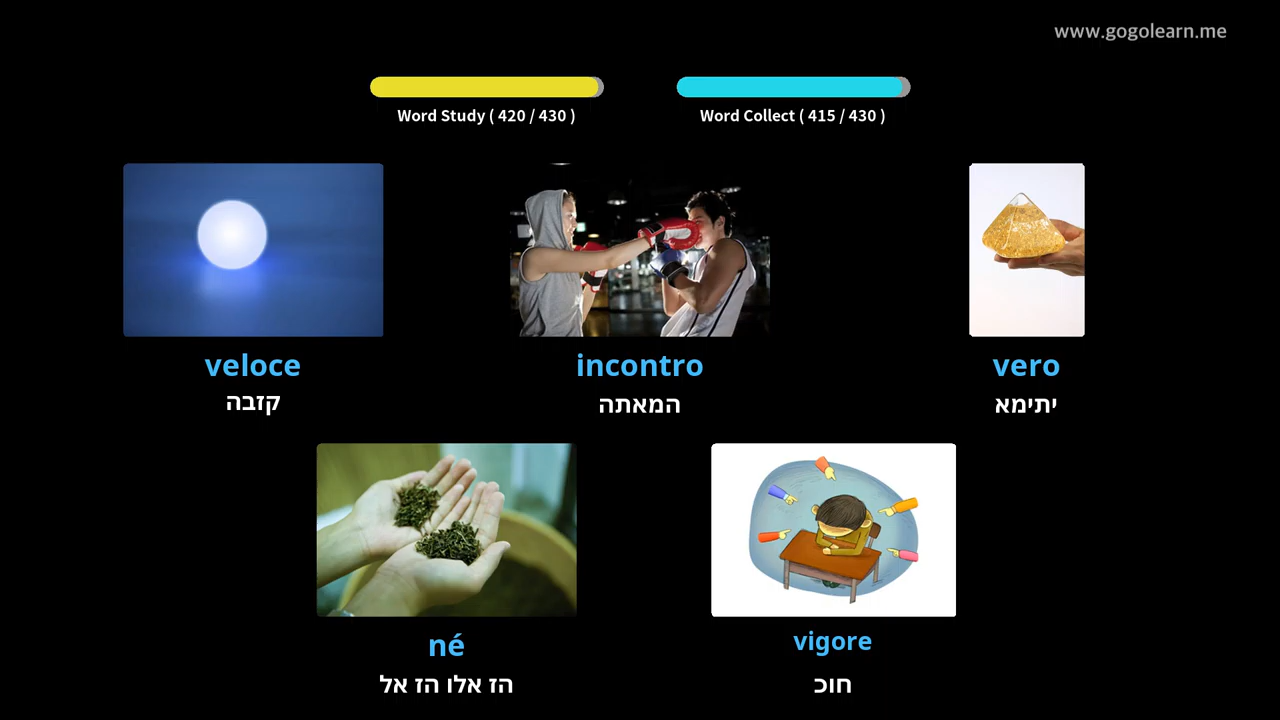 www.gogolearn.me
Word Study ( 420 / 430 )
Word Collect ( 415 / 430 )
veloce
קזבה
incontro
המאתה
vero
יתימא
né
הז אלו הז אל
vigore
חוכ